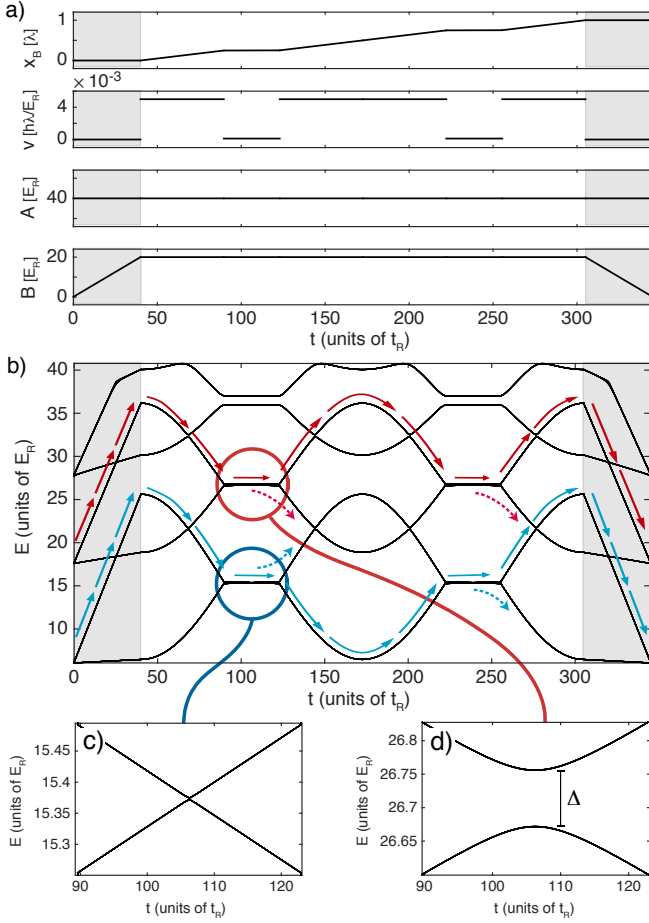 a)
1
0
x_B [λ]
× 10⁻³
4
0
v [hλ/E_R]
40
A [E_R]
20
0
B [E_R]
0 50 100 150 200 250 300
t (units of t_R)
b)
40
35
30
25
20
15
10
E (units of E_R)
0 50 100 150 200 250 300
t (units of t_R)
c)
15.45
15.4
15.35
15.3
E (units of E_R)
90 100 110 120
t (units of t_R)
d)
26.8
26.75
26.7
26.65
E (units of E_R)
Δ
90 100 110 120
t (units of t_R)